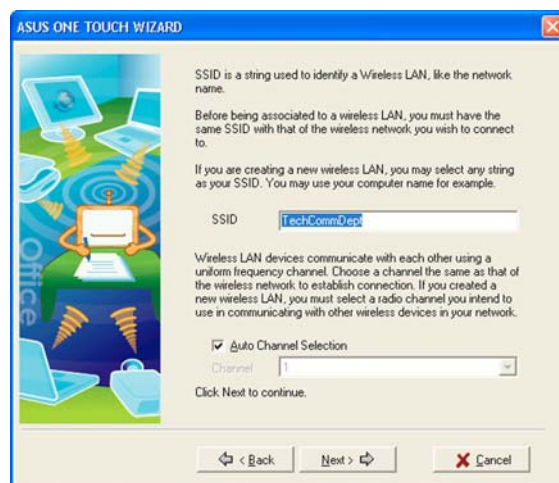 ASUS ONE TOUCH WIZARD
SSID is a string used to identify a Wireless LAN, like the network
name.
Before being associated to a wireless LAN, you must have the
same SSID with that of the wireless network you wish to connect
to.
If you are creating a new wireless LAN, you may select any string
as your SSID. You may use your computer name for example.
SSID TechCommDept
Wireless LAN devices communicate with each other using a
uniform frequency channel. Choose a channel the same as that of
the wireless network to establish connection. If you created a
new wireless LAN, you must select a radio channel you intend to
use in communicating with other wireless devices in your network.
Auto Channel Selection
Channel 1
Click Next to continue.
Office
< Back Next > Cancel